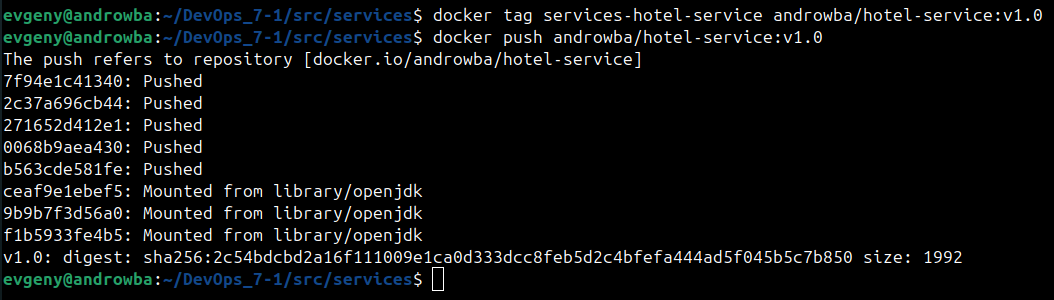 evgeny@androwba:~/DevOps_7-1/src/services$ docker tag services-hotel-service androwba/hotel-service:v1.0
evgeny@androwba:~/DevOps_7-1/src/services$ docker push androwba/hotel-service:v1.0
The push refers to repository [docker.io/androwba/hotel-service]
7f94e1c41340: Pushed
2c37a696cb44: Pushed
271652d412e1: Pushed
0068b9aea430: Pushed
b563cde581fe: Pushed
ceaf9e1ebef5: Mounted from library/openjdk
9b9b7f3d56a0: Mounted from library/openjdk
f1b5933fe4b5: Mounted from library/openjdk
v1.0: digest: sha256:2c54bdcbd2a16f111009e1ca0d333dcc8feb5d2c4bfefa444ad5f045b5c7b850 size: 1992
evgeny@androwba:~/DevOps_7-1/src/services$